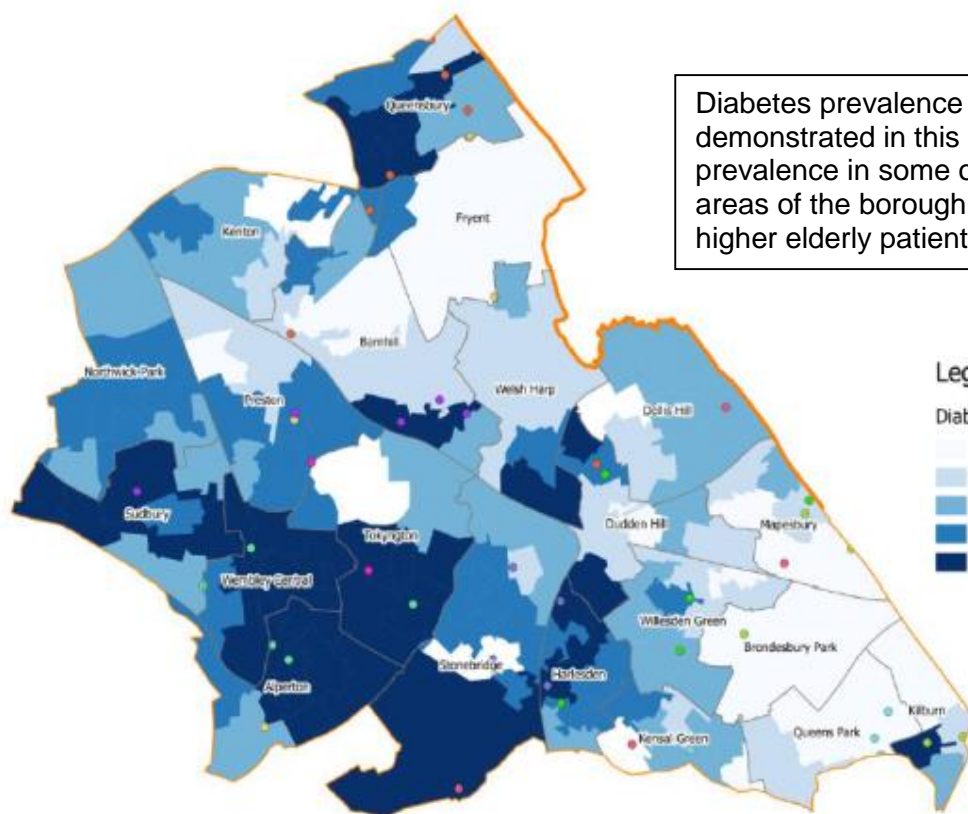 Diabetes prevalence
demonstrated in this
prevalence in some o
areas of the borough
higher elderly patient
Queensbury
Fryent
Kenton
Barnhill
Northwick Park
Preston
Welsh Harp
Dollis Hill
Leg
Diab
Sudbury
Tokyngton
Dudden Hill
Mapesbury
Wembley Central
Willesden Green
Brondesbury Park
Stonebridge
Harlesden
Alperton
Kilburn
Queens Park
Kensal Green